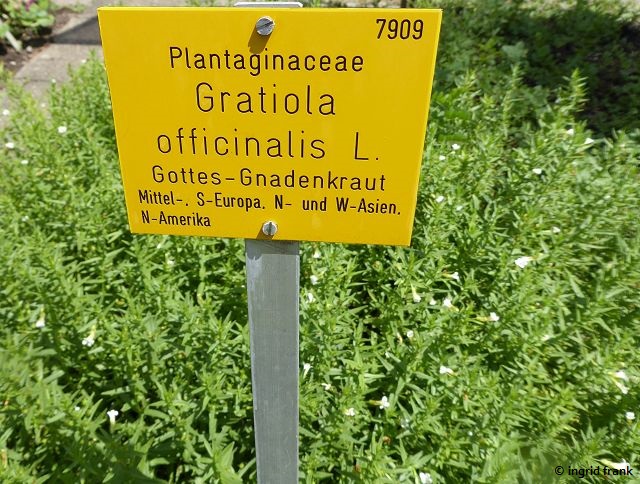 7909
Plantaginaceae
Gratiola
officinalis L.
Gottes-Gnadenkraut
Mittel-, S-Europa, N- und W-Asien,
N-Amerika
© ingrid frank